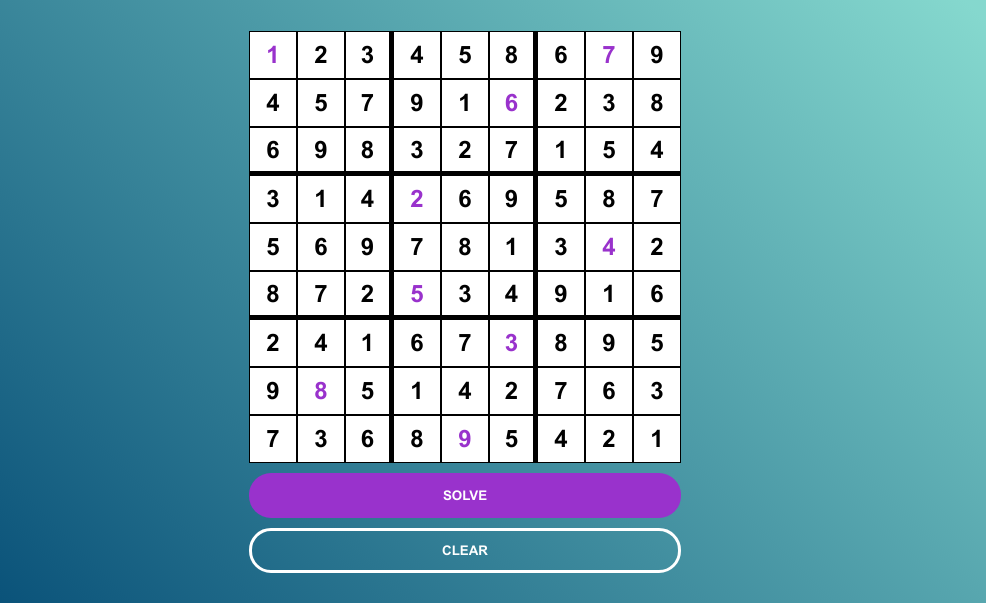 1 2 3 4 5 8 6 7 9
4 5 7 9 1 6 2 3 8
6 9 8 3 2 7 1 5 4
3 1 4 2 6 9 5 8 7
5 6 9 7 8 1 3 4 2
8 7 2 5 3 4 9 1 6
2 4 1 6 7 3 8 9 5
9 8 5 1 4 2 7 6 3
7 3 6 8 9 5 4 2 1
SOLVE
CLEAR